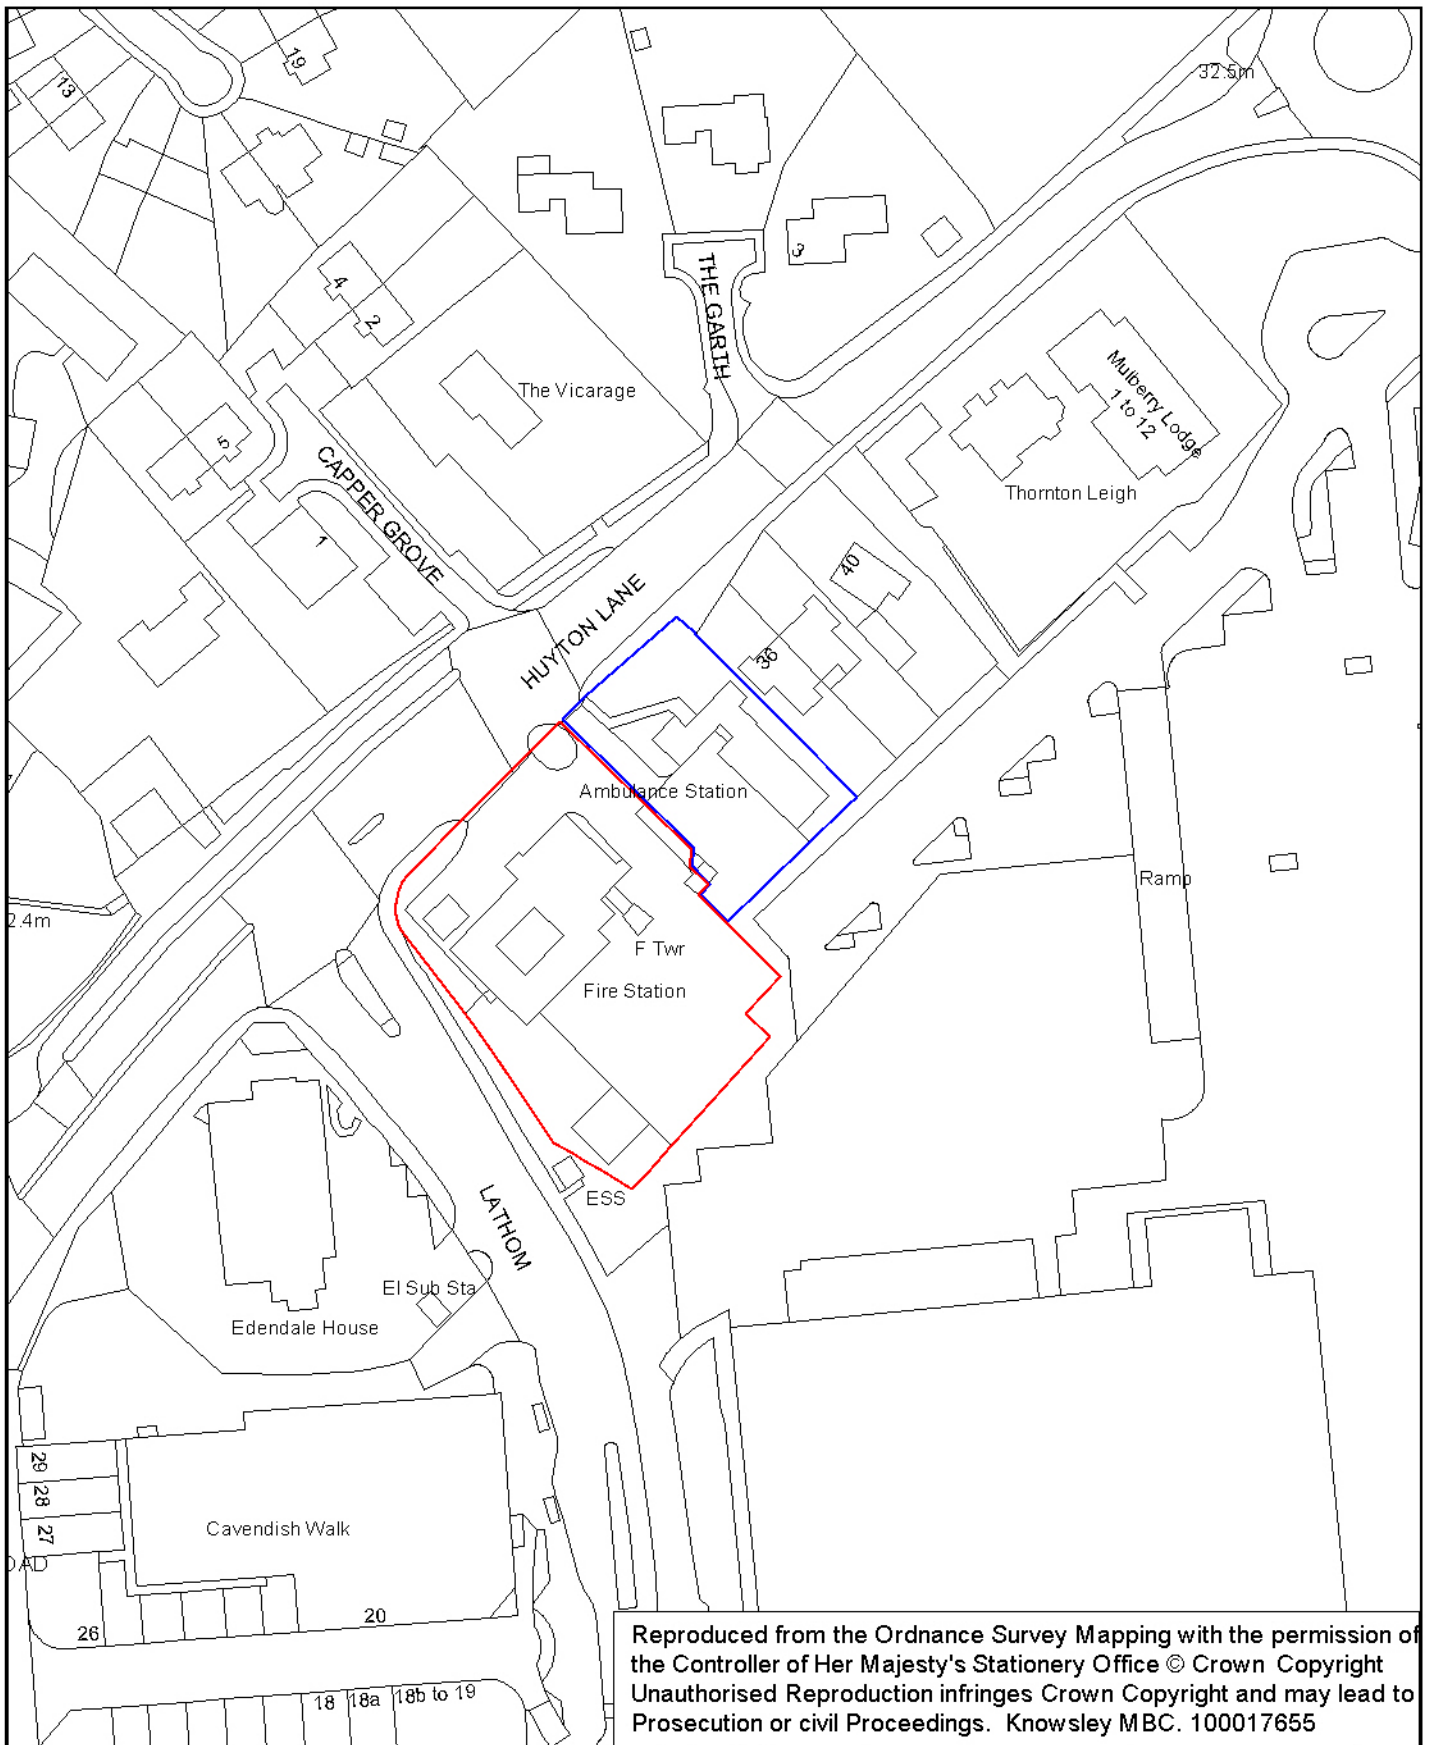 19
13
32.5m
4
2
3
THE GARTH
The Vicarage
Mulberry Lodge
1 to 12
5
CAPPER GROVE
1
Thornton Leigh
40
HUYTON LANE
36
Ambulance Station
Ramp
2.4m
F Twr
Fire Station
ESS
LATHOM
El Sub Sta
Edendale House
29
28
27
Cavendish Walk
OAD
26
20
18
18a
18b to 19
Reproduced from the Ordnance Survey Mapping with the permission of
the Controller of Her Majesty's Stationery Office © Crown Copyright
Unauthorised Reproduction infringes Crown Copyright and may lead to
Prosecution or civil Proceedings. Knowsley MBC. 100017655